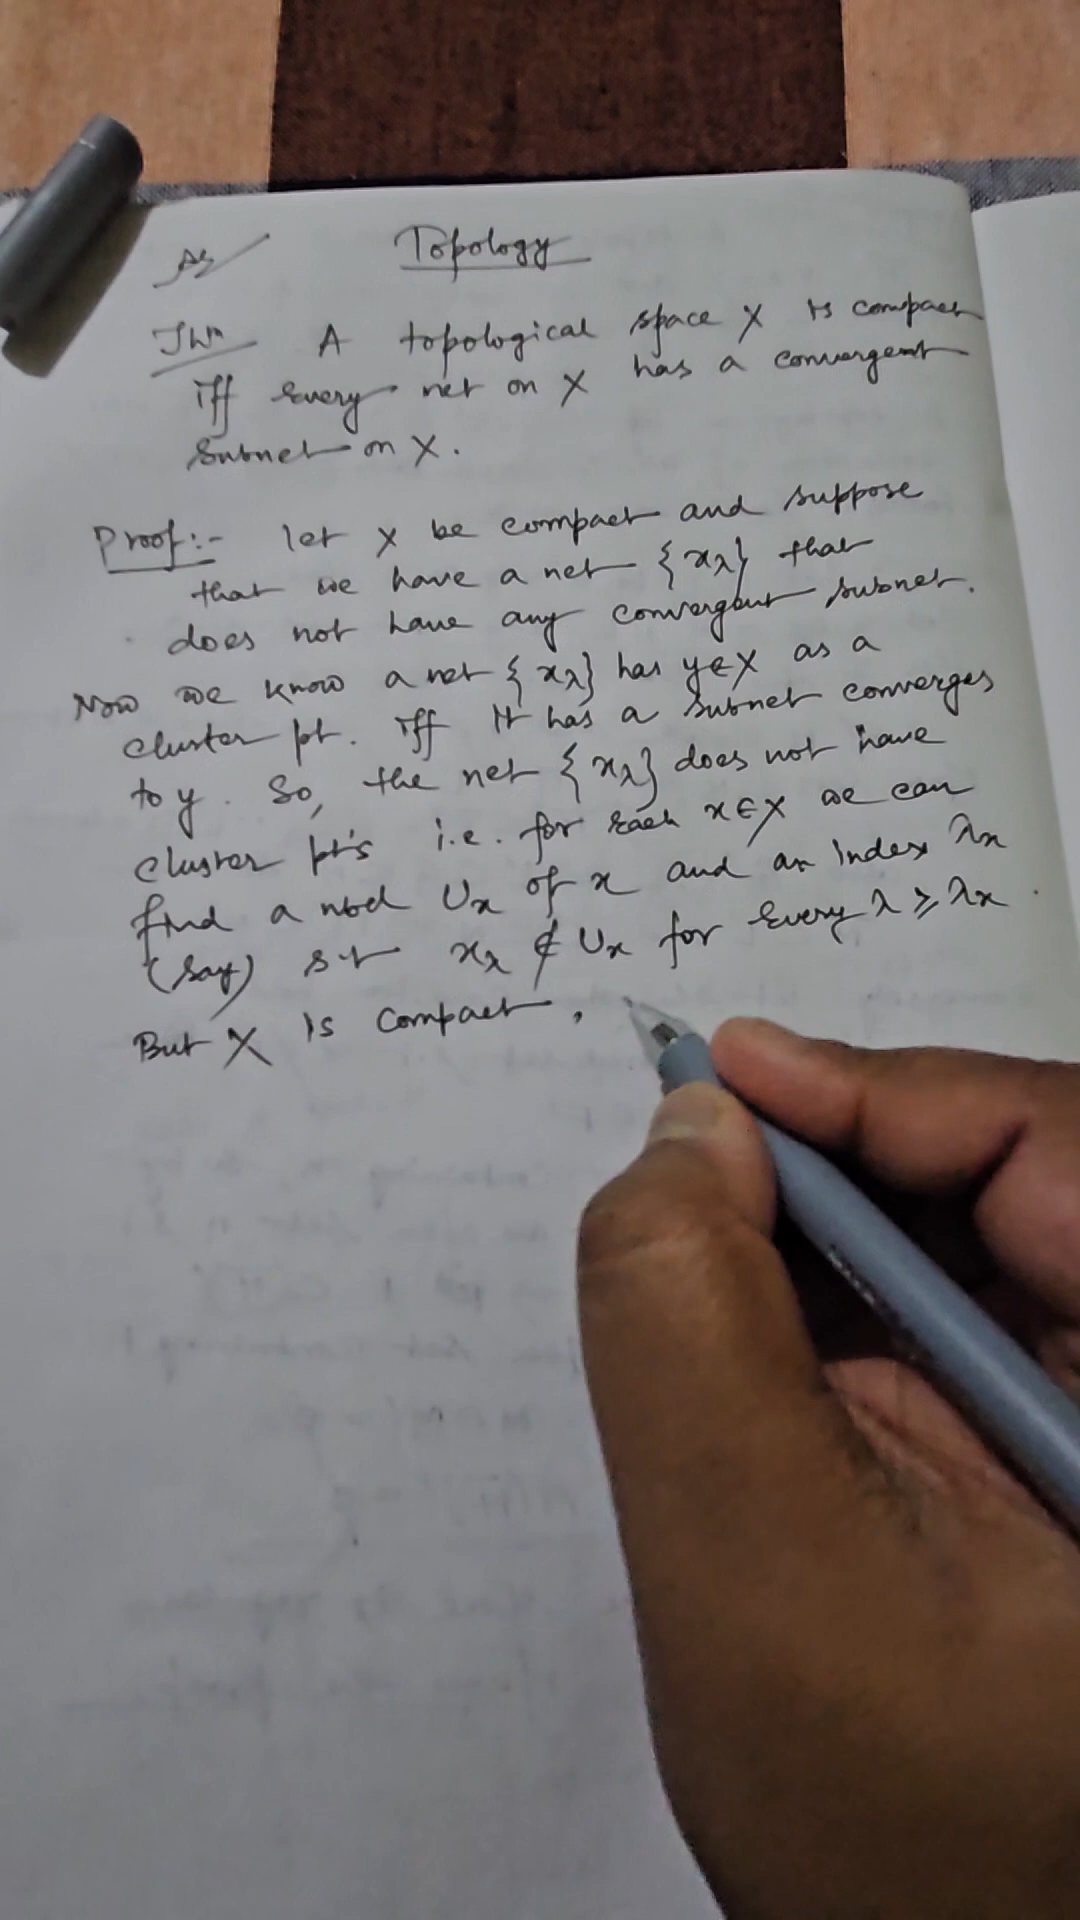 Topology
Thm A topological space X is compact
iff every net on X has a convergent
subnet on X.
Proof:- let X be compact and suppose
that we have a net {xλ} that
does not have any convergent subnet.
Now we know a net {xλ} has y∈X as a
cluster pt. iff it has a subnet converges
to y. So, the net {xλ} does not have
cluster pt's i.e. for each x∈X we can
find a nbd Ux of x and an index λx
(say) s.t xλ ∉ Ux for every λ ≥ λx
But X is compact,